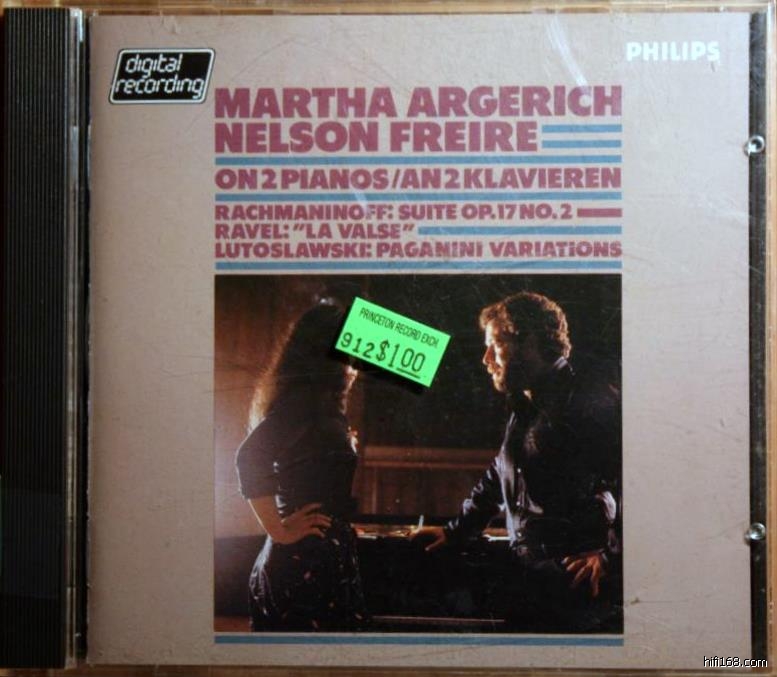 digital
recording
PHILIPS
MARTHA ARGERICH
NELSON FREIRE
ON 2 PIANOS/AN 2 KLAVIEREN
RACHMANINOFF: SUITE OP. 17 NO. 2
RAVEL: "LA VALSE"
LUTOSLAWSKI: PAGANINI VARIATIONS
PRINCETON RECORD EXCH.
912 $1.00
hifi168.com